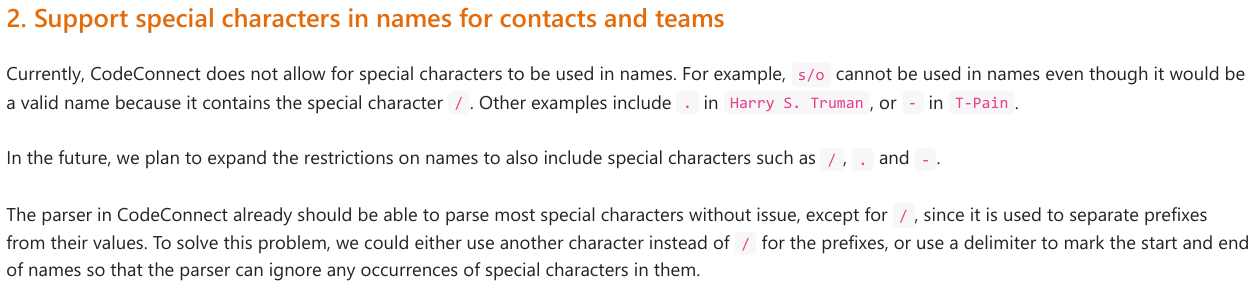 2. Support special characters in names for contacts and teams
Currently, CodeConnect does not allow for special characters to be used in names. For example, s/o cannot be used in names even though it would be
a valid name because it contains the special character /. Other examples include . in Harry S. Truman, or - in T-Pain.
In the future, we plan to expand the restrictions on names to also include special characters such as /, . and -.
The parser in CodeConnect already should be able to parse most special characters without issue, except for /, since it is used to separate prefixes
from their values. To solve this problem, we could either use another character instead of / for the prefixes, or use a delimiter to mark the start and end
of names so that the parser can ignore any occurrences of special characters in them.